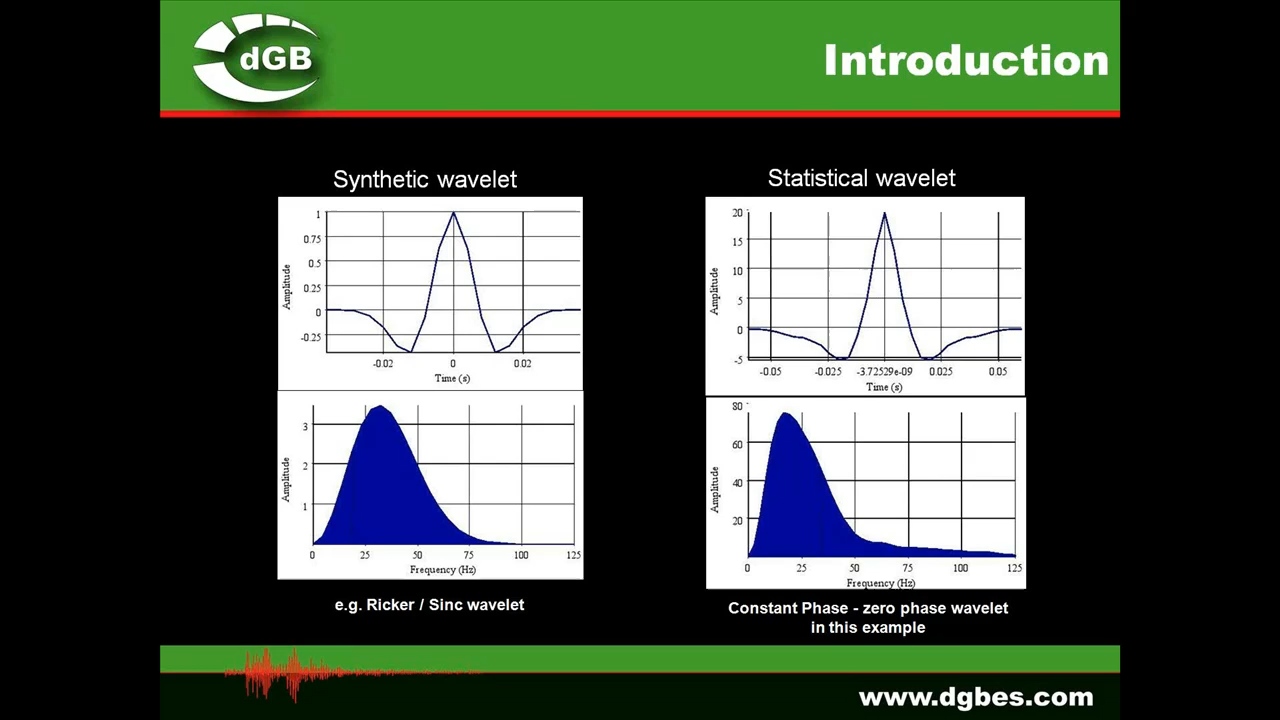 dGB
Introduction
Synthetic wavelet
1
0.75
0.5
0.25
0
-0.25
Amplitude
-0.02 0 0.02
Time (s)
3
2
1
Amplitude
0 25 50 75 100 125
Frequency (Hz)
e.g. Ricker / Sinc wavelet
Statistical wavelet
20
15
10
5
0
-5
Amplitude
-0.05 -0.025 -3.72529e-09 0.025 0.05
Time (s)
80
60
40
20
Amplitude
0 25 50 75 100 125
Frequency (Hz)
Constant Phase - zero phase wavelet
in this example
www.dgbes.com